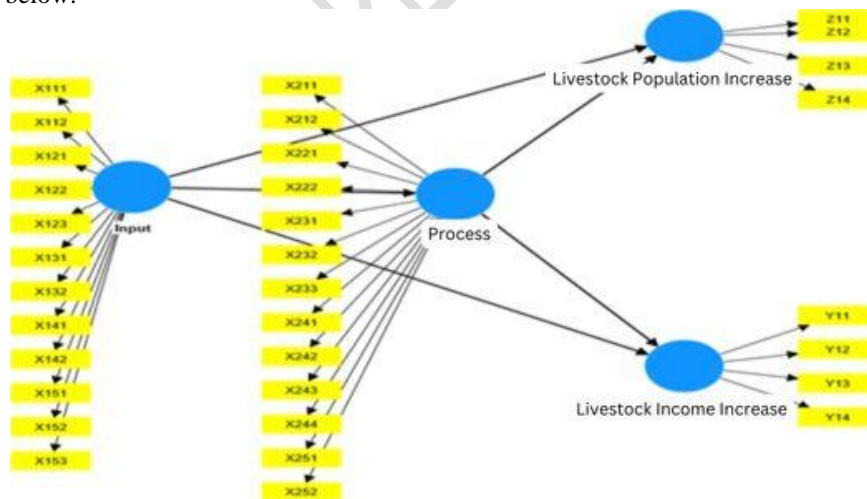 below:
X111
X112
X121
X122
X123
X131
X132
X141
X142
X151
X152
X153
Input
X211
X212
X221
X222
X231
X232
X233
X241
X242
X243
X244
X251
X252
Process
Livestock Population Increase
Z11
Z12
Z13
Z14
Livestock Income Increase
Y11
Y12
Y13
Y14